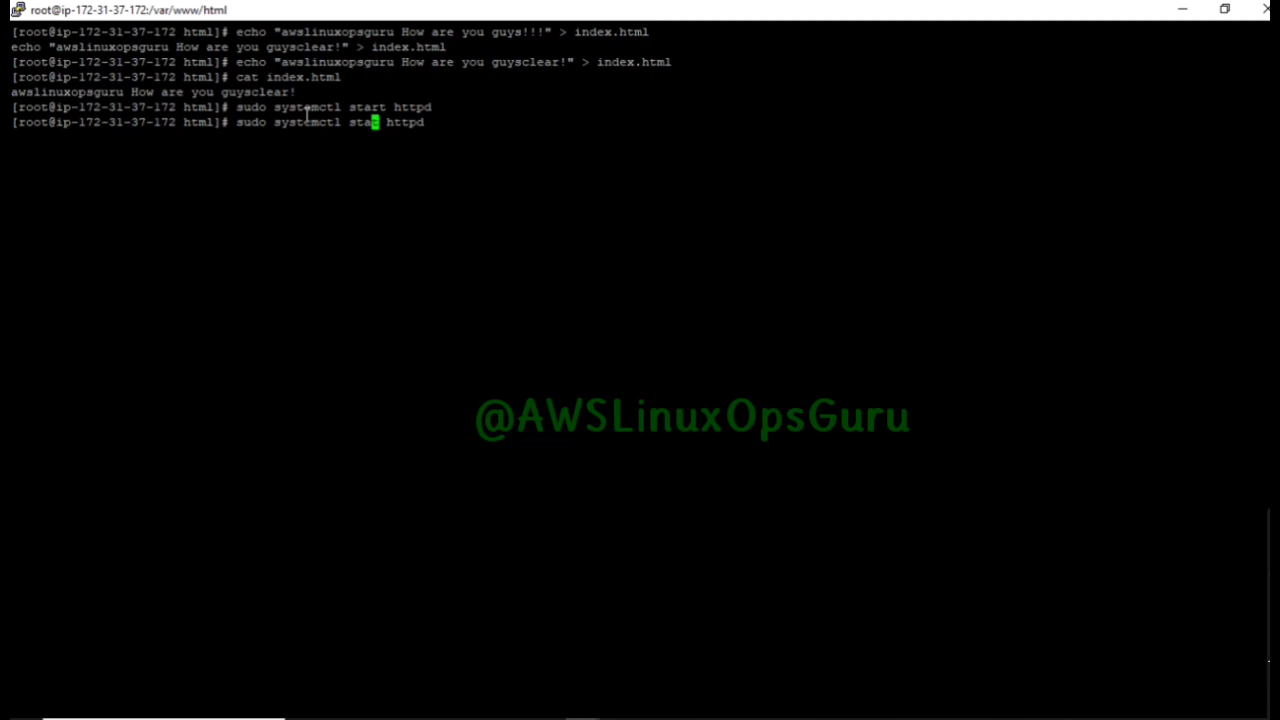 root@ip-172-31-37-172:/var/www/html
[root@ip-172-31-37-172 html]# echo "awslinuxopsguru How are you guys!!!" > index.html
echo "awslinuxopsguru How are you guysclear!" > index.html
[root@ip-172-31-37-172 html]# echo "awslinuxopsguru How are you guysclear!" > index.html
[root@ip-172-31-37-172 html]# cat index.html
awslinuxopsguru How are you guysclear!
[root@ip-172-31-37-172 html]# sudo systemctl start httpd
[root@ip-172-31-37-172 html]# sudo systemctl stat httpd
@AWSLinuxOpsGuru